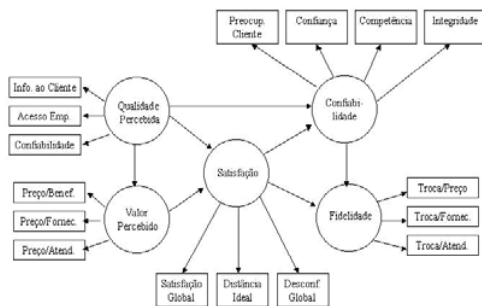 Preocup.
Cliente
Confiança
Competência
Integridade
Info. ao Cliente
Acesso Emp.
Confiabilidade
Qualidade
Percebida
Confiabi-
lidade
Satisfação
Preço/Benef.
Preço/Fornec.
Preço/Atend.
Valor
Percebido
Fidelidade
Troca/Preço
Troca/Fornec.
Troca/Atend.
Satisfação
Global
Distância
Ideal
Desconf.
Global